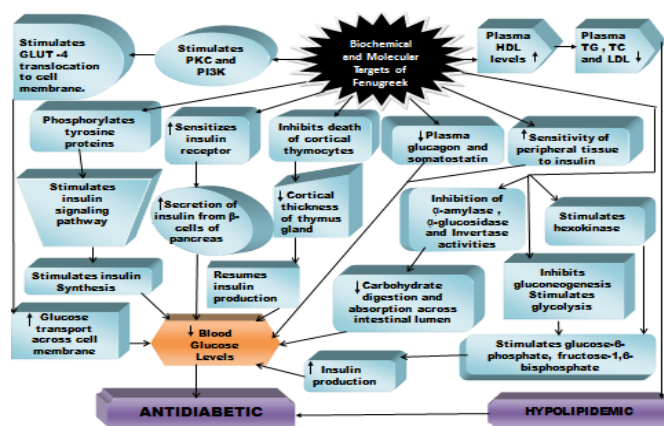 Stimulates
GLUT -4
translocation
to cell
membrane.
Stimulates
PKC and
PI3K
Biochemical
and Molecular
Targets of
Fenugreek
Plasma
HDL
levels ↑
Plasma
TG , TC
and LDL ↓
Phosphorylates
tyrosine
proteins
↑ Sensitizes
insulin
receptor
Inhibits death
of cortical
thymocytes
↓ Plasma
glucagon and
somatostatin
↑ Sensitivity of
peripheral tissue
to insulin
Stimulates
insulin
signaling
pathway
↑ Secretion of
insulin from β-
cells of
pancreas
↓ Cortical
thickness
of thymus
gland
Inhibition of
α-amylase ,
α-glucosidase
and Invertase
activities
Stimulates
hexokinase
Stimulates insulin
Synthesis
Resumes
insulin
production
↓ Carbohydrate
digestion and
absorption across
intestinal lumen
Inhibits
gluconeogenesis
Stimulates
glycolysis
↑ Glucose
transport across
cell membrane
↓ Blood
Glucose
Levels
↑ Insulin
production
Stimulates glucose-6-
phosphate, fructose-1,6-
bisphosphate
ANTIDIABETIC
HYPOLIPIDEMIC